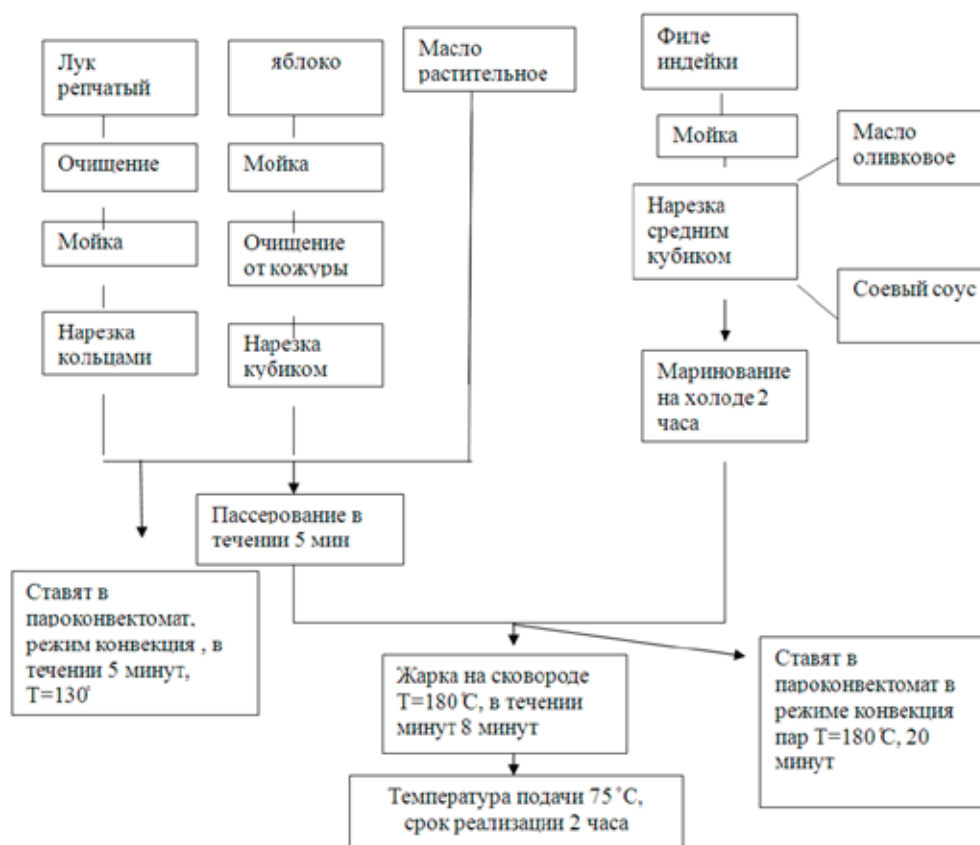 Лук
репчатый
яблоко
Масло
растительное
Филе
индейки
Очищение
Мойка
Мойка
Масло
оливковое
Мойка
Очищение
от кожуры
Нарезка
средним
кубиком
Соевый соус
Нарезка
кольцами
Нарезка
кубиком
Маринование
на холоде 2
часа
Пассерование в
течении 5 мин
Ставят в
пароконвектомат,
режим конвекция , в
течении 5 минут,
Т=130̊
Жарка на сковороде
Т=180 ̊С, в течении
минут 8 минут
Ставят в
пароконвектомат в
режиме конвекция
пар Т=180 ̊С, 20
минут
Температура подачи 75 ̊С,
срок реализации 2 часа